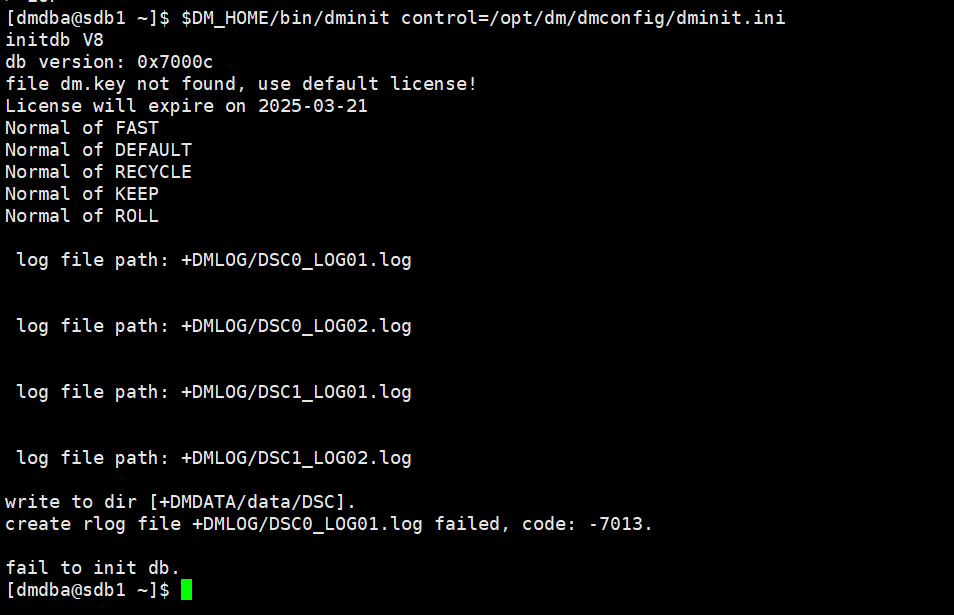 [dmdba@sdb1 ~]$ $DM_HOME/bin/dminit control=/opt/dm/dmconfig/dminit.ini
initdb V8
db version: 0x7000c
file dm.key not found, use default license!
License will expire on 2025-03-21
Normal of FAST
Normal of DEFAULT
Normal of RECYCLE
Normal of KEEP
Normal of ROLL
log file path: +DMLOG/DSC0_LOG01.log
log file path: +DMLOG/DSC0_LOG02.log
log file path: +DMLOG/DSC1_LOG01.log
log file path: +DMLOG/DSC1_LOG02.log
write to dir [+DMDATA/data/DSC].
create rlog file +DMLOG/DSC0_LOG01.log failed, code: -7013.
fail to init db.
[dmdba@sdb1 ~]$